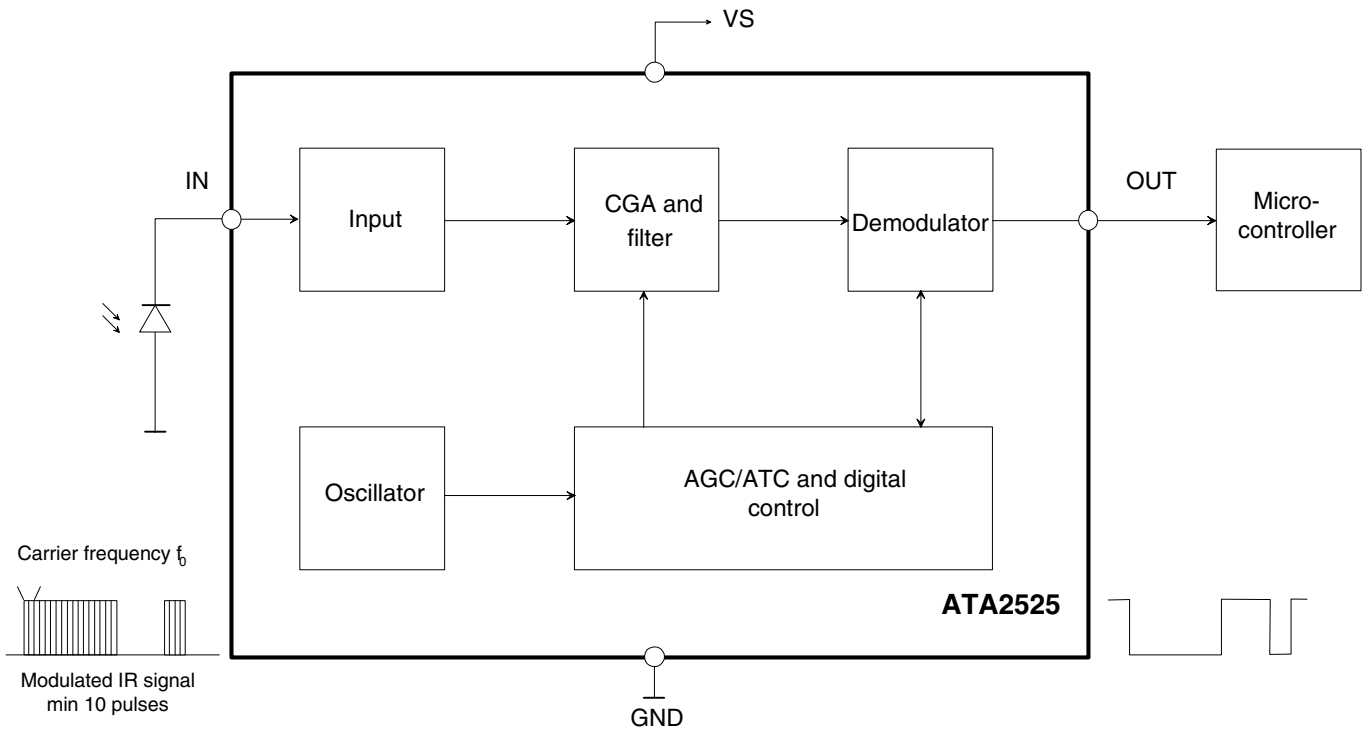 VS
IN
Input
CGA and
filter
Demodulator
OUT
Micro-
controller
Oscillator
AGC/ATC and digital
control
Carrier frequency f0
ATA2525
Modulated IR signal
min 10 pulses
GND